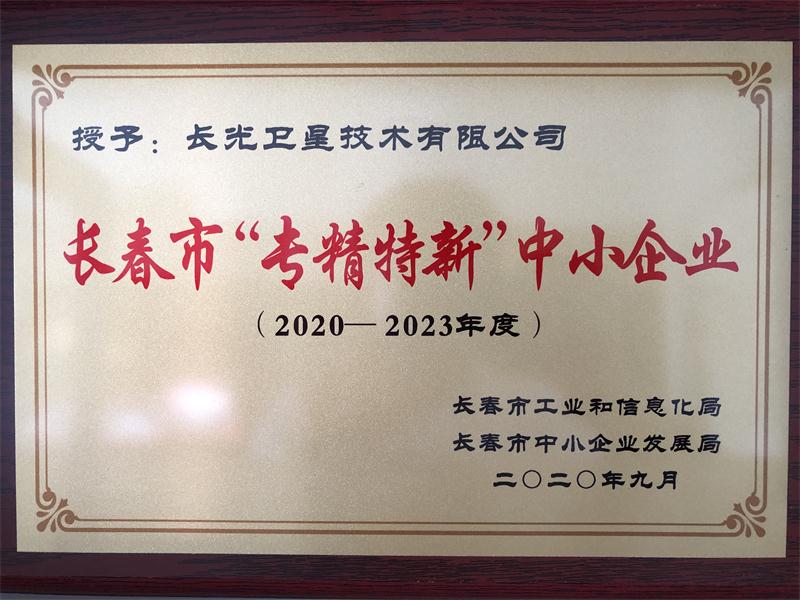 授予：长光卫星技术有限公司
长春市“专精特新”中小企业
（2020—2023年度）
长春市工业和信息化局
长春市中小企业发展局
二〇二〇年九月